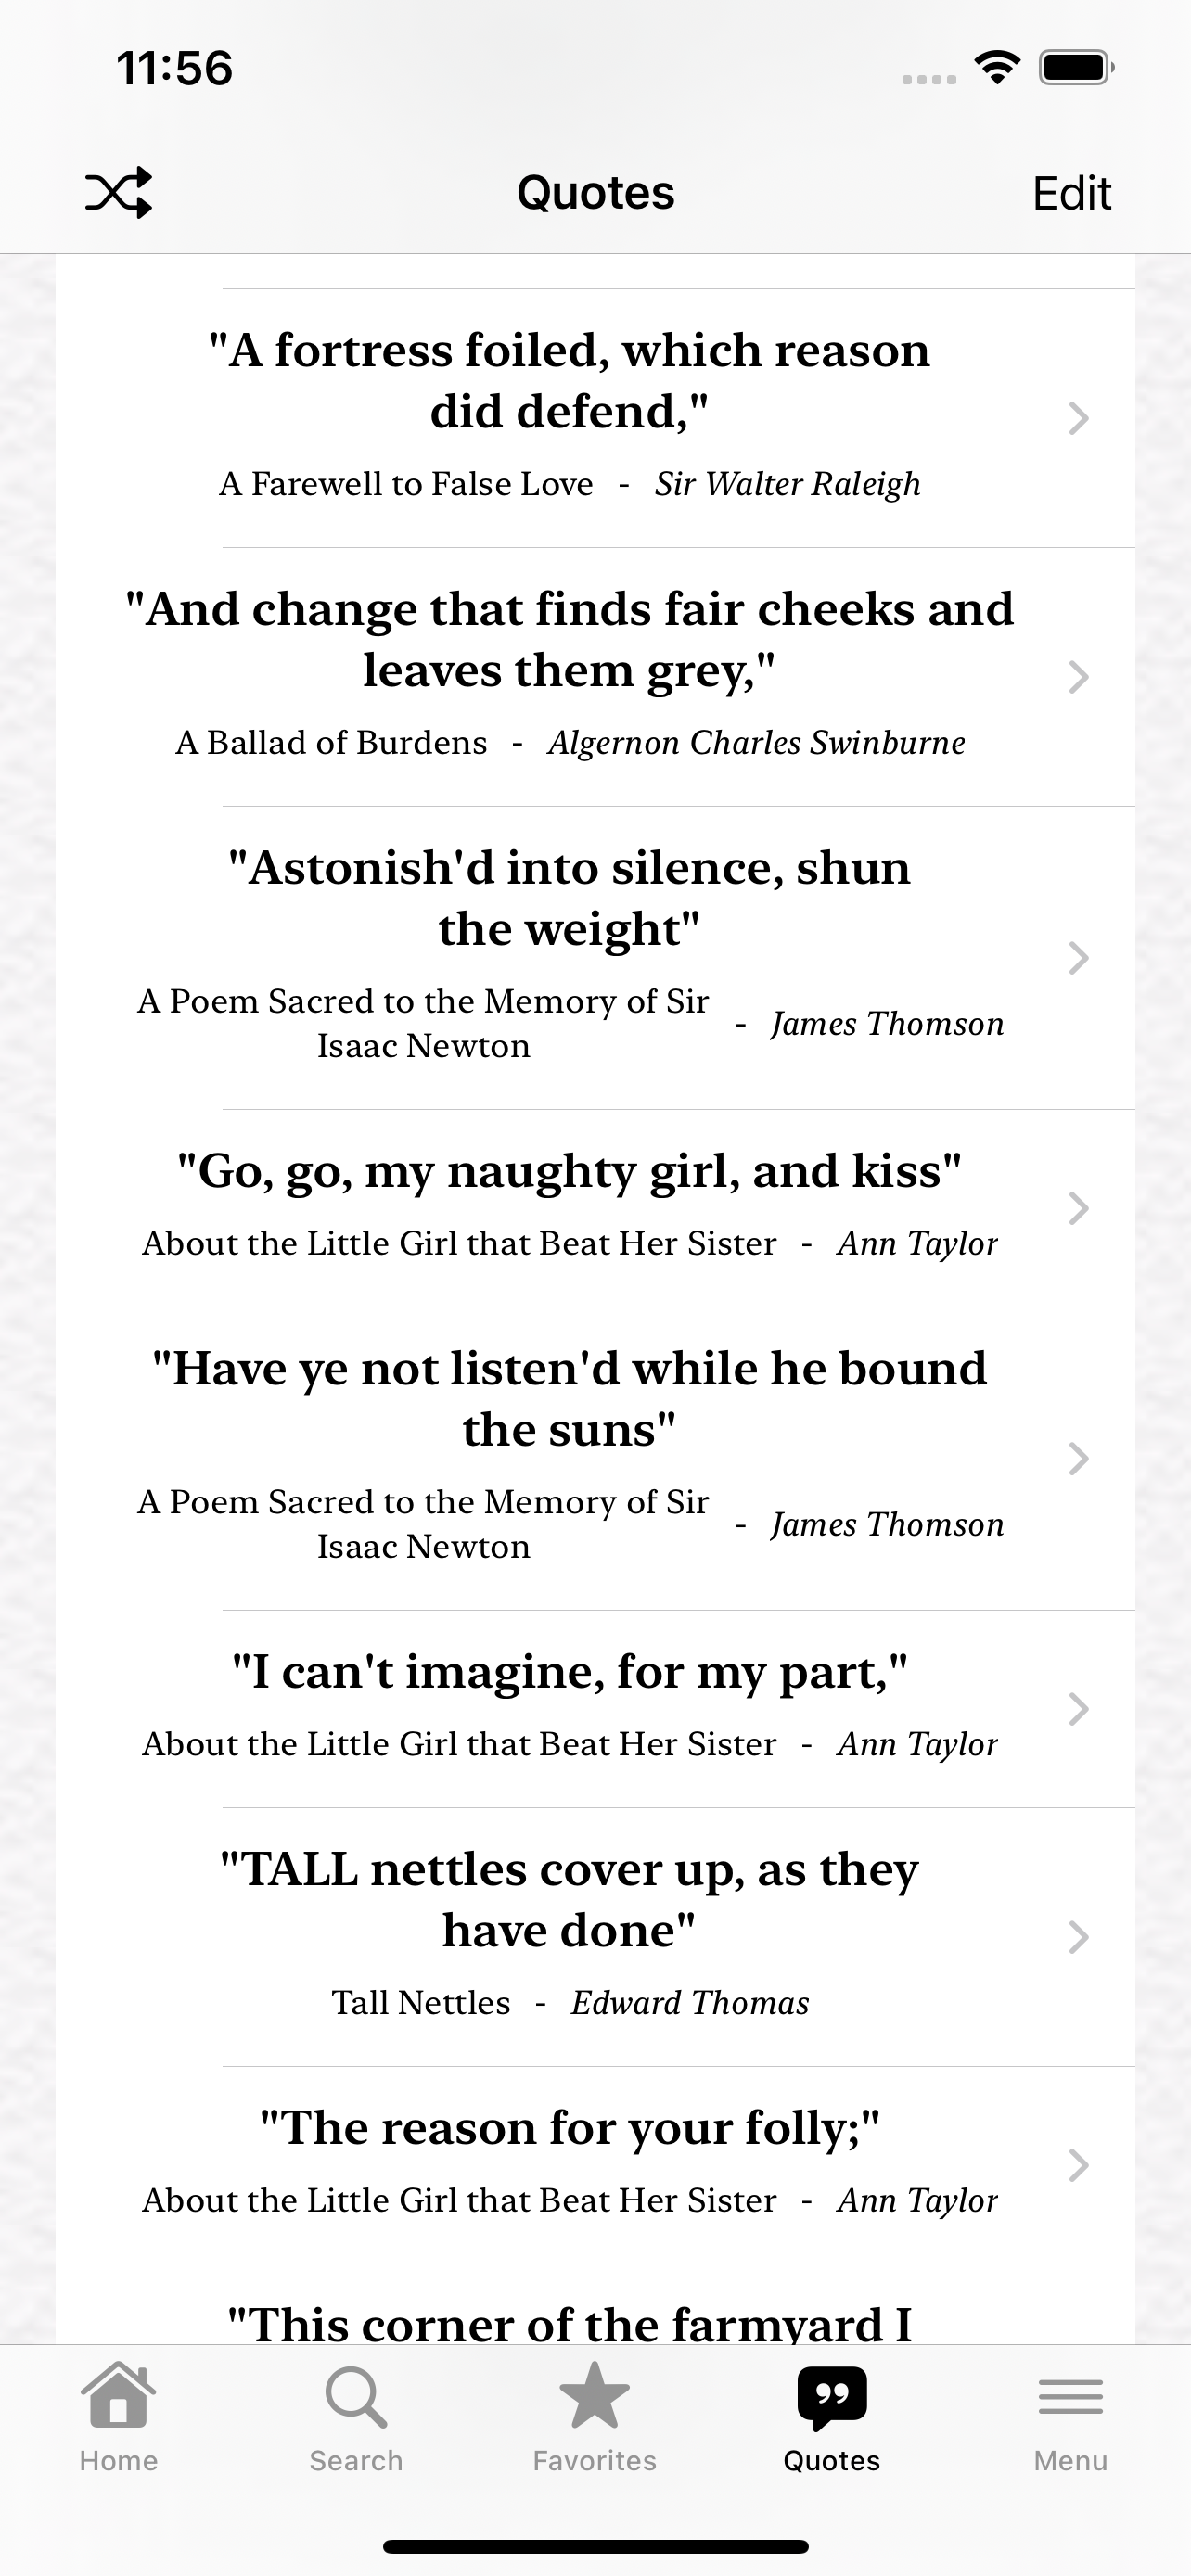 11:56
Quotes
Edit
"A fortress foiled, which reason
did defend,"
A Farewell to False Love - Sir Walter Raleigh
"And change that finds fair cheeks and
leaves them grey,"
A Ballad of Burdens - Algernon Charles Swinburne
"Astonish'd into silence, shun
the weight"
A Poem Sacred to the Memory of Sir
Isaac Newton
- James Thomson
"Go, go, my naughty girl, and kiss"
About the Little Girl that Beat Her Sister - Ann Taylor
"Have ye not listen'd while he bound
the suns"
A Poem Sacred to the Memory of Sir
Isaac Newton
- James Thomson
"I can't imagine, for my part,"
About the Little Girl that Beat Her Sister - Ann Taylor
"TALL nettles cover up, as they
have done"
Tall Nettles - Edward Thomas
"The reason for your folly;"
About the Little Girl that Beat Her Sister - Ann Taylor
"This corner of the farmyard I
Home
Search
Favorites
Quotes
Menu